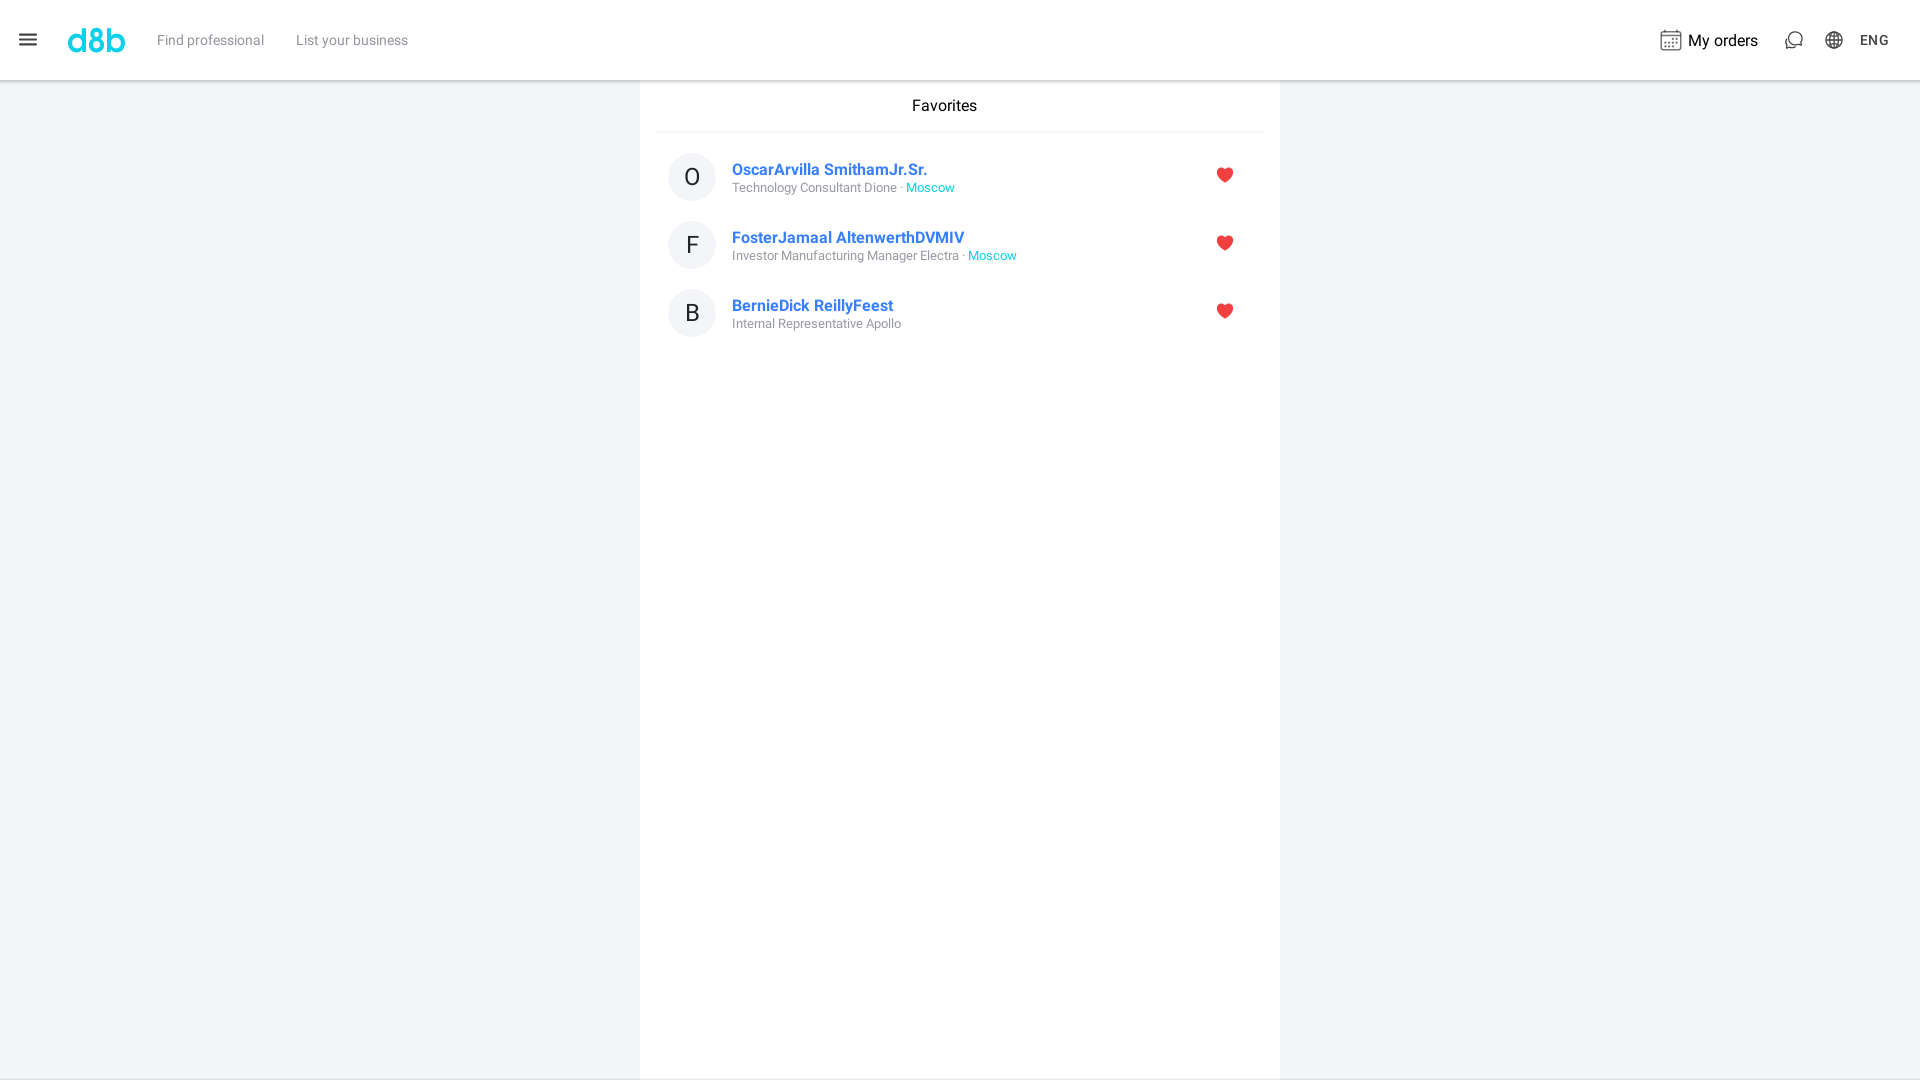 d8b
Find professional
List your business
My orders
ENG
Favorites
O
OscarArvilla SmithamJr.Sr.
Technology Consultant Dione · Moscow
F
FosterJamaal AltenwerthDVMIV
Investor Manufacturing Manager Electra · Moscow
B
BernieDick ReillyFeest
Internal Representative Apollo